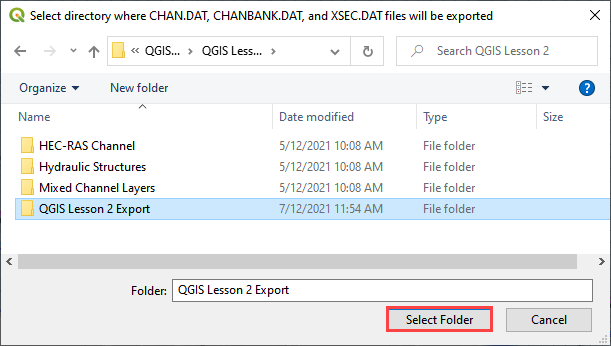 Select directory where CHAN.DAT, CHANBANK.DAT, and XSEC.DAT files will be exported
« QGIS... › QGIS Less... › Search QGIS Lesson 2
Organize New folder
Name Date modified Type Size
HEC-RAS Channel 5/12/2021 10:08 AM File folder
Hydraulic Structures 5/12/2021 10:08 AM File folder
Mixed Channel Layers 5/12/2021 10:08 AM File folder
QGIS Lesson 2 Export 7/12/2021 11:54 AM File folder
Folder: QGIS Lesson 2 Export
Select Folder Cancel